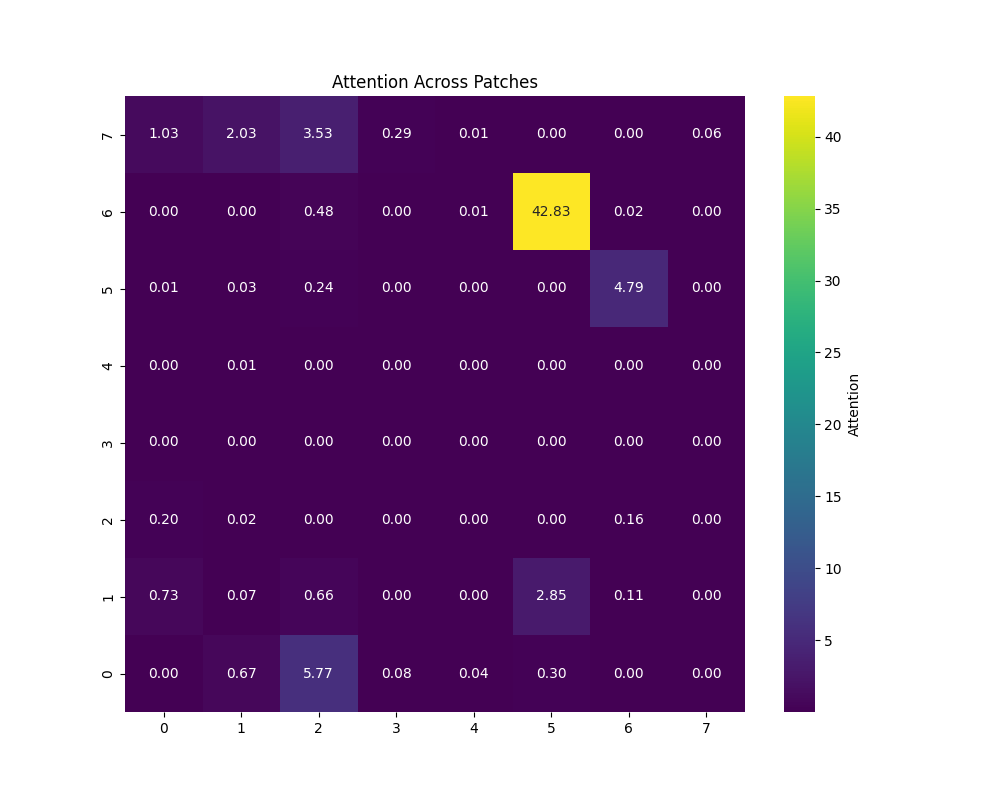 Attention Across Patches
7 1.03 2.03 3.53 0.29 0.01 0.00 0.00 0.06
6 0.00 0.00 0.48 0.00 0.01 42.83 0.02 0.00
5 0.01 0.03 0.24 0.00 0.00 0.00 4.79 0.00
4 0.00 0.01 0.00 0.00 0.00 0.00 0.00 0.00
3 0.00 0.00 0.00 0.00 0.00 0.00 0.00 0.00
2 0.20 0.02 0.00 0.00 0.00 0.00 0.16 0.00
1 0.73 0.07 0.66 0.00 0.00 2.85 0.11 0.00
0 0.00 0.67 5.77 0.08 0.04 0.30 0.00 0.00
0 1 2 3 4 5 6 7
40
35
30
25
20
15
10
5
Attention